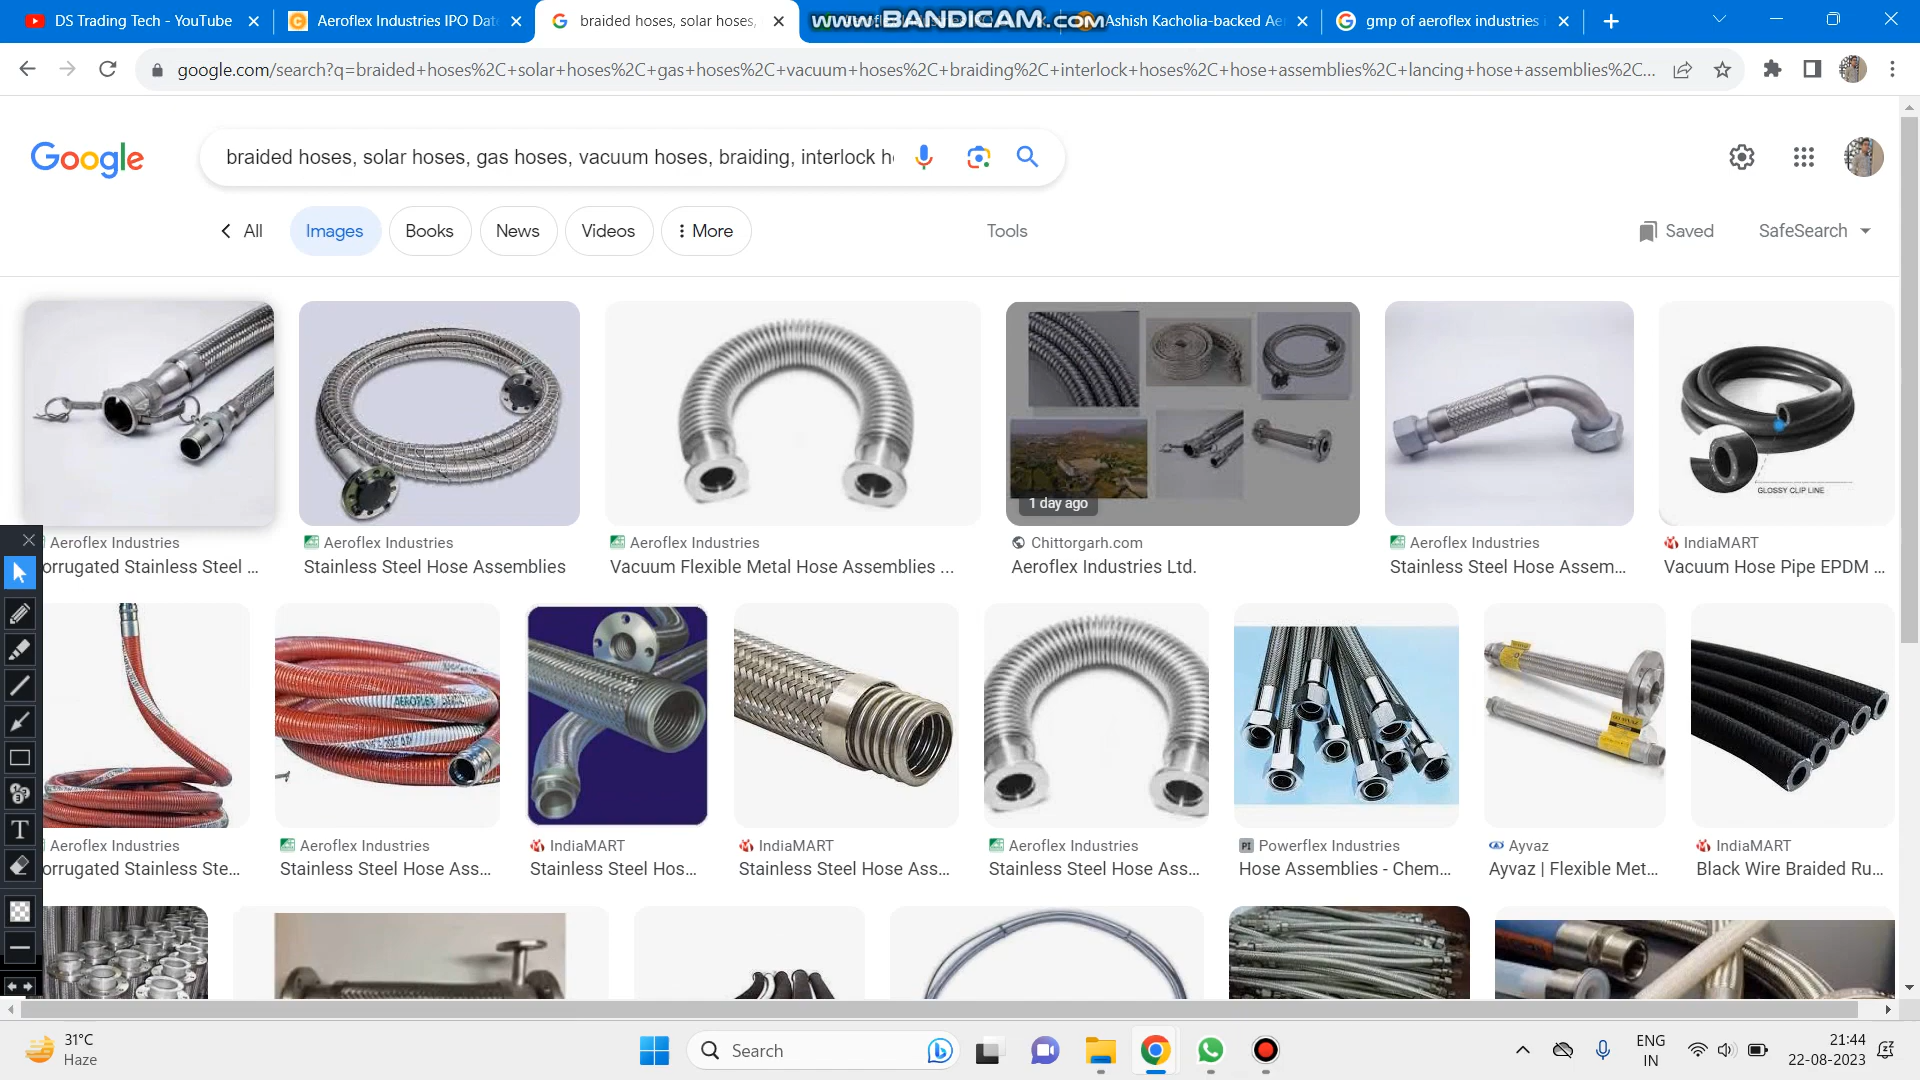 DS Trading Tech - YouTube
Aeroflex Industries IPO Dat
braided hoses, solar hoses,
www.BANDICAM.com
Ashish Kacholia-backed Ae
gmp of aeroflex industries i
google.com/search?q=braided+hoses%2C+solar+hoses%2C+gas+hoses%2C+vacuum+hoses%2C+braiding%2C+interlock+hoses%2C+hose+assemblies%2C+lancing+hose+assemblies%2C...
Google
braided hoses, solar hoses, gas hoses, vacuum hoses, braiding, interlock h
All
Images
Books
News
Videos
More
Tools
Saved
SafeSearch
1 day ago
GLOSSY CLIP LINE
Aeroflex Industries
Aeroflex Industries
Aeroflex Industries
Chittorgarh.com
Aeroflex Industries
IndiaMART
orrugated Stainless Steel ...
Stainless Steel Hose Assemblies
Vacuum Flexible Metal Hose Assemblies ...
Aeroflex Industries Ltd.
Stainless Steel Hose Assem...
Vacuum Hose Pipe EPDM ...
AEROFLEX
AYVAZ
Aeroflex Industries
Aeroflex Industries
IndiaMART
IndiaMART
Aeroflex Industries
Powerflex Industries
Ayvaz
IndiaMART
orrugated Stainless Ste...
Stainless Steel Hose Ass...
Stainless Steel Hos...
Stainless Steel Hose Ass...
Stainless Steel Hose Ass...
Hose Assemblies - Chem...
Ayvaz | Flexible Met...
Black Wire Braided Ru...
31°C
Haze
Search
ENG
IN
21:44
22-08-2023